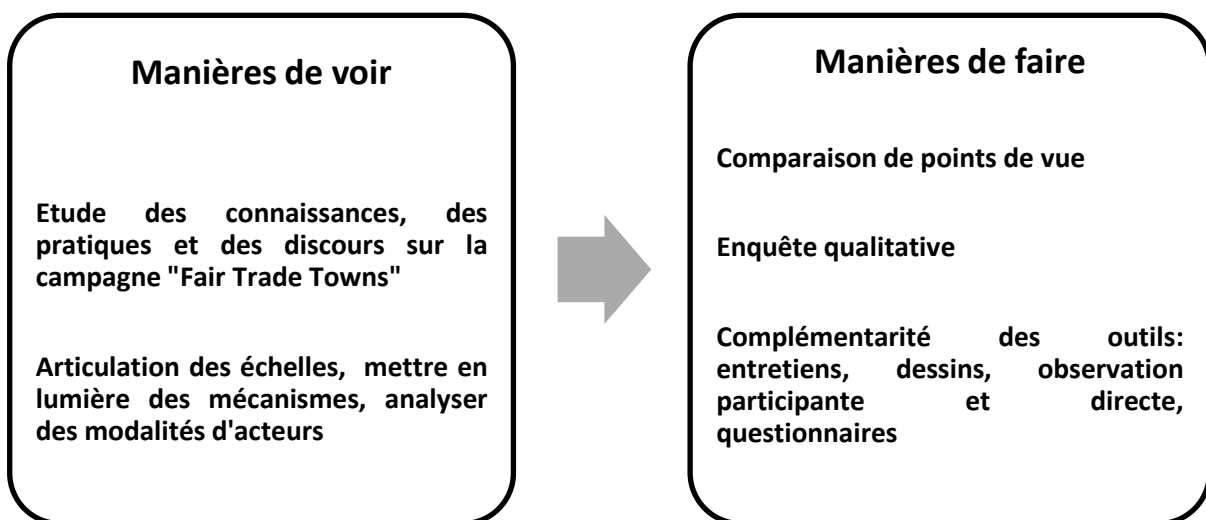 Manières de voir
Etude des connaissances, des
pratiques et des discours sur la
campagne "Fair Trade Towns"
Articulation des échelles, mettre en
lumière des mécanismes, analyser
des modalités d'acteurs
Manières de faire
Comparaison de points de vue
Enquête qualitative
Complémentarité des outils:
entretiens, dessins, observation
participante et directe,
questionnaires